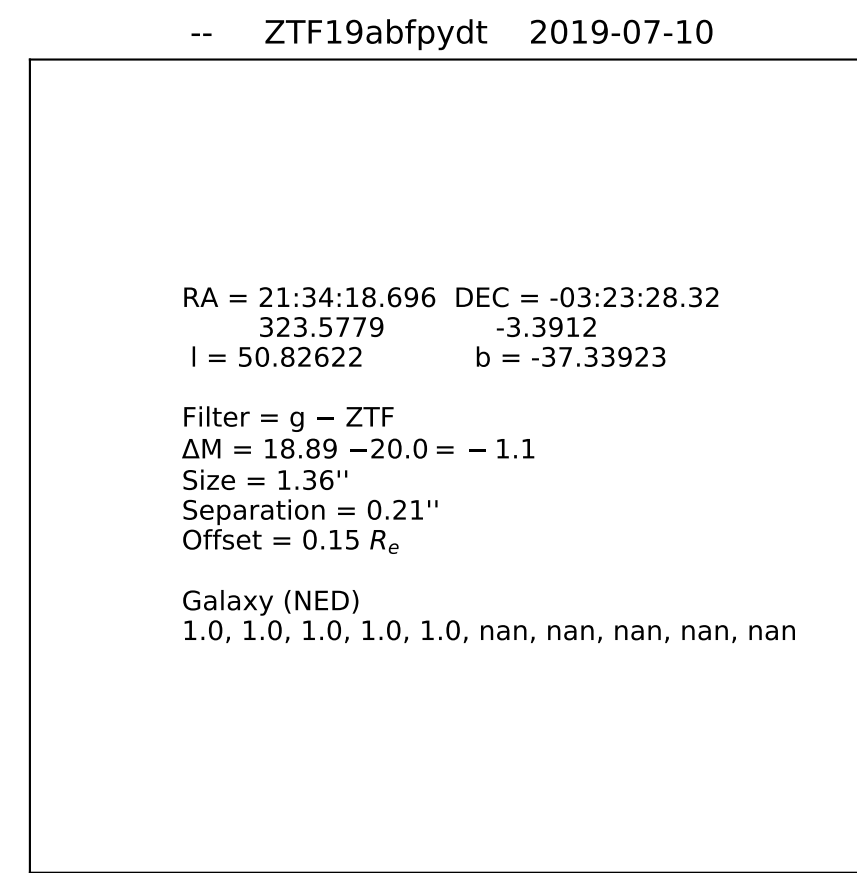 -- ZTF19abfpydt 2019-07-10
RA = 21:34:18.696 DEC = -03:23:28.32
323.5779 -3.3912
l = 50.82622 b = -37.33923
Filter = g − ZTF
ΔM = 18.89 −20.0 = − 1.1
Size = 1.36''
Separation = 0.21''
Offset = 0.15 Re
Galaxy (NED)
1.0, 1.0, 1.0, 1.0, 1.0, nan, nan, nan, nan, nan